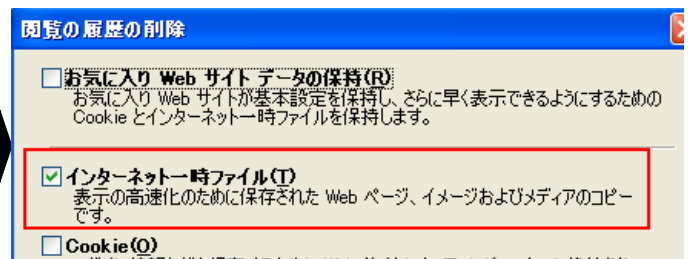 閲覧の履歴の削除
お気に入り Web サイト データの保持(R)
お気に入り Web サイトが基本設定を保持し、さらに早く表示できるようにするための
Cookie とインターネット一時ファイルを保持します。
インターネット一時ファイル(T)
表示の高速化のために保存された Web ページ、イメージおよびメディアのコピー
です。
Cookie(O)